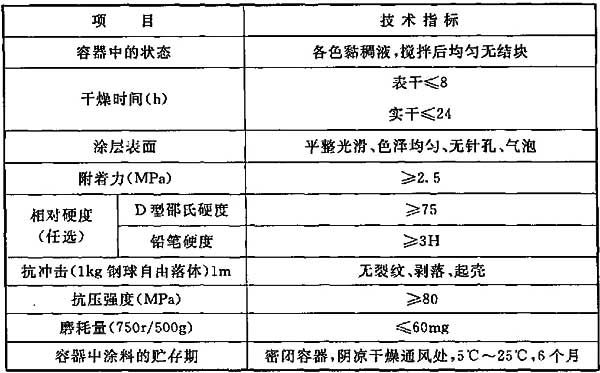 项 目 技术指标
容器中的状态 各色黏稠液,搅拌后均匀无结块
干燥时间(h) 表干≤8
实干≤24
涂层表面 平整光滑、色泽均匀、无针孔、气泡
附着力(MPa) ≥2.5
相对硬度(任选) D型邵氏硬度 ≥75
铅笔硬度 ≥3H
抗冲击(1kg钢球自由落体)1m 无裂纹、剥落、起壳
抗压强度(MPa) ≥80
磨耗量(750r/500g) ≤60mg
容器中涂料的贮存期 密闭容器,阴凉干燥通风处,5℃～25℃,6个月